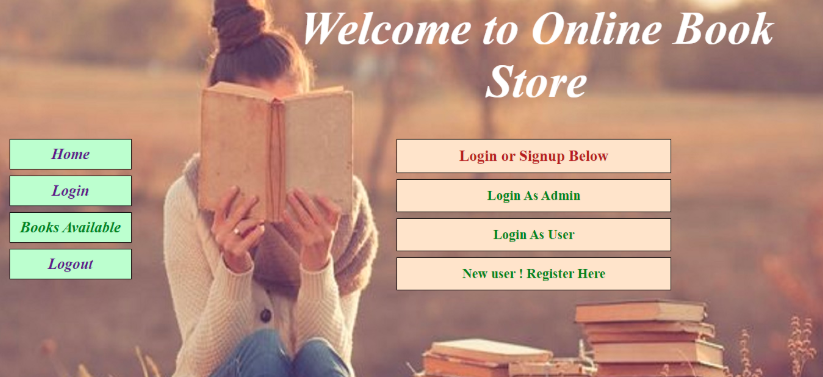 Welcome to Online Book
Store
Home
Login
Books Available
Logout
Login or Signup Below
Login As Admin
Login As User
New user ! Register Here